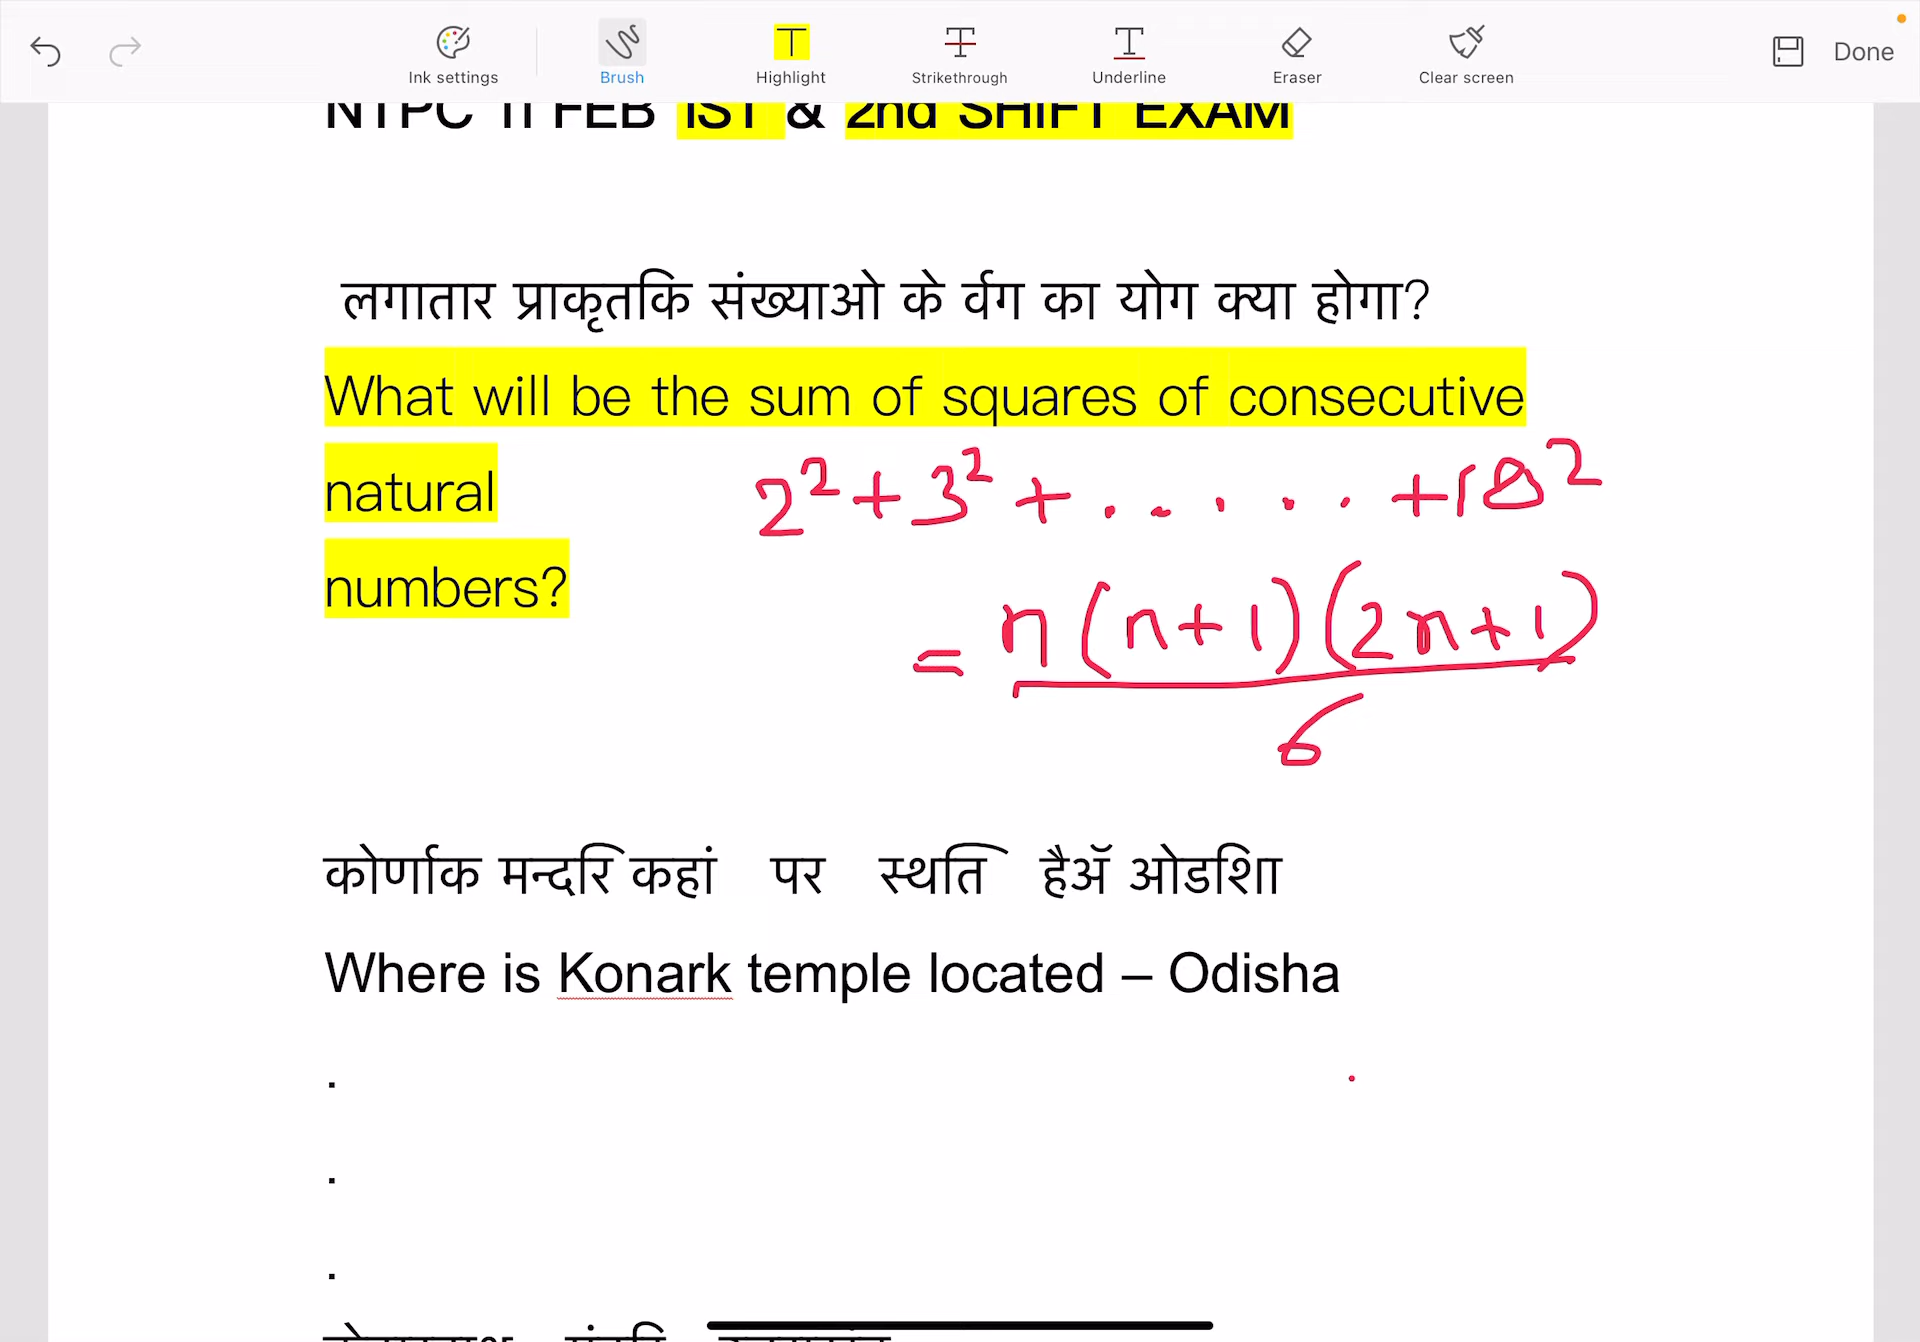 Ink settings Brush Highlight Strikethrough Underline Eraser Clear screen Done
NTPC 11 FEB IST & 2nd SHIFT EXAM
लगातार प्राकृतकि संख्याओ के र्वग का योग क्या होगा?
What will be the sum of squares of consecutive
natural
2²+3²+......+18²
numbers?
= n(n+1)(2n+1)
6
कोर्णाक मन्दरि कहां पर स्थति हैॲ ओडशिा
Where is Konark temple located – Odisha
.
.
.